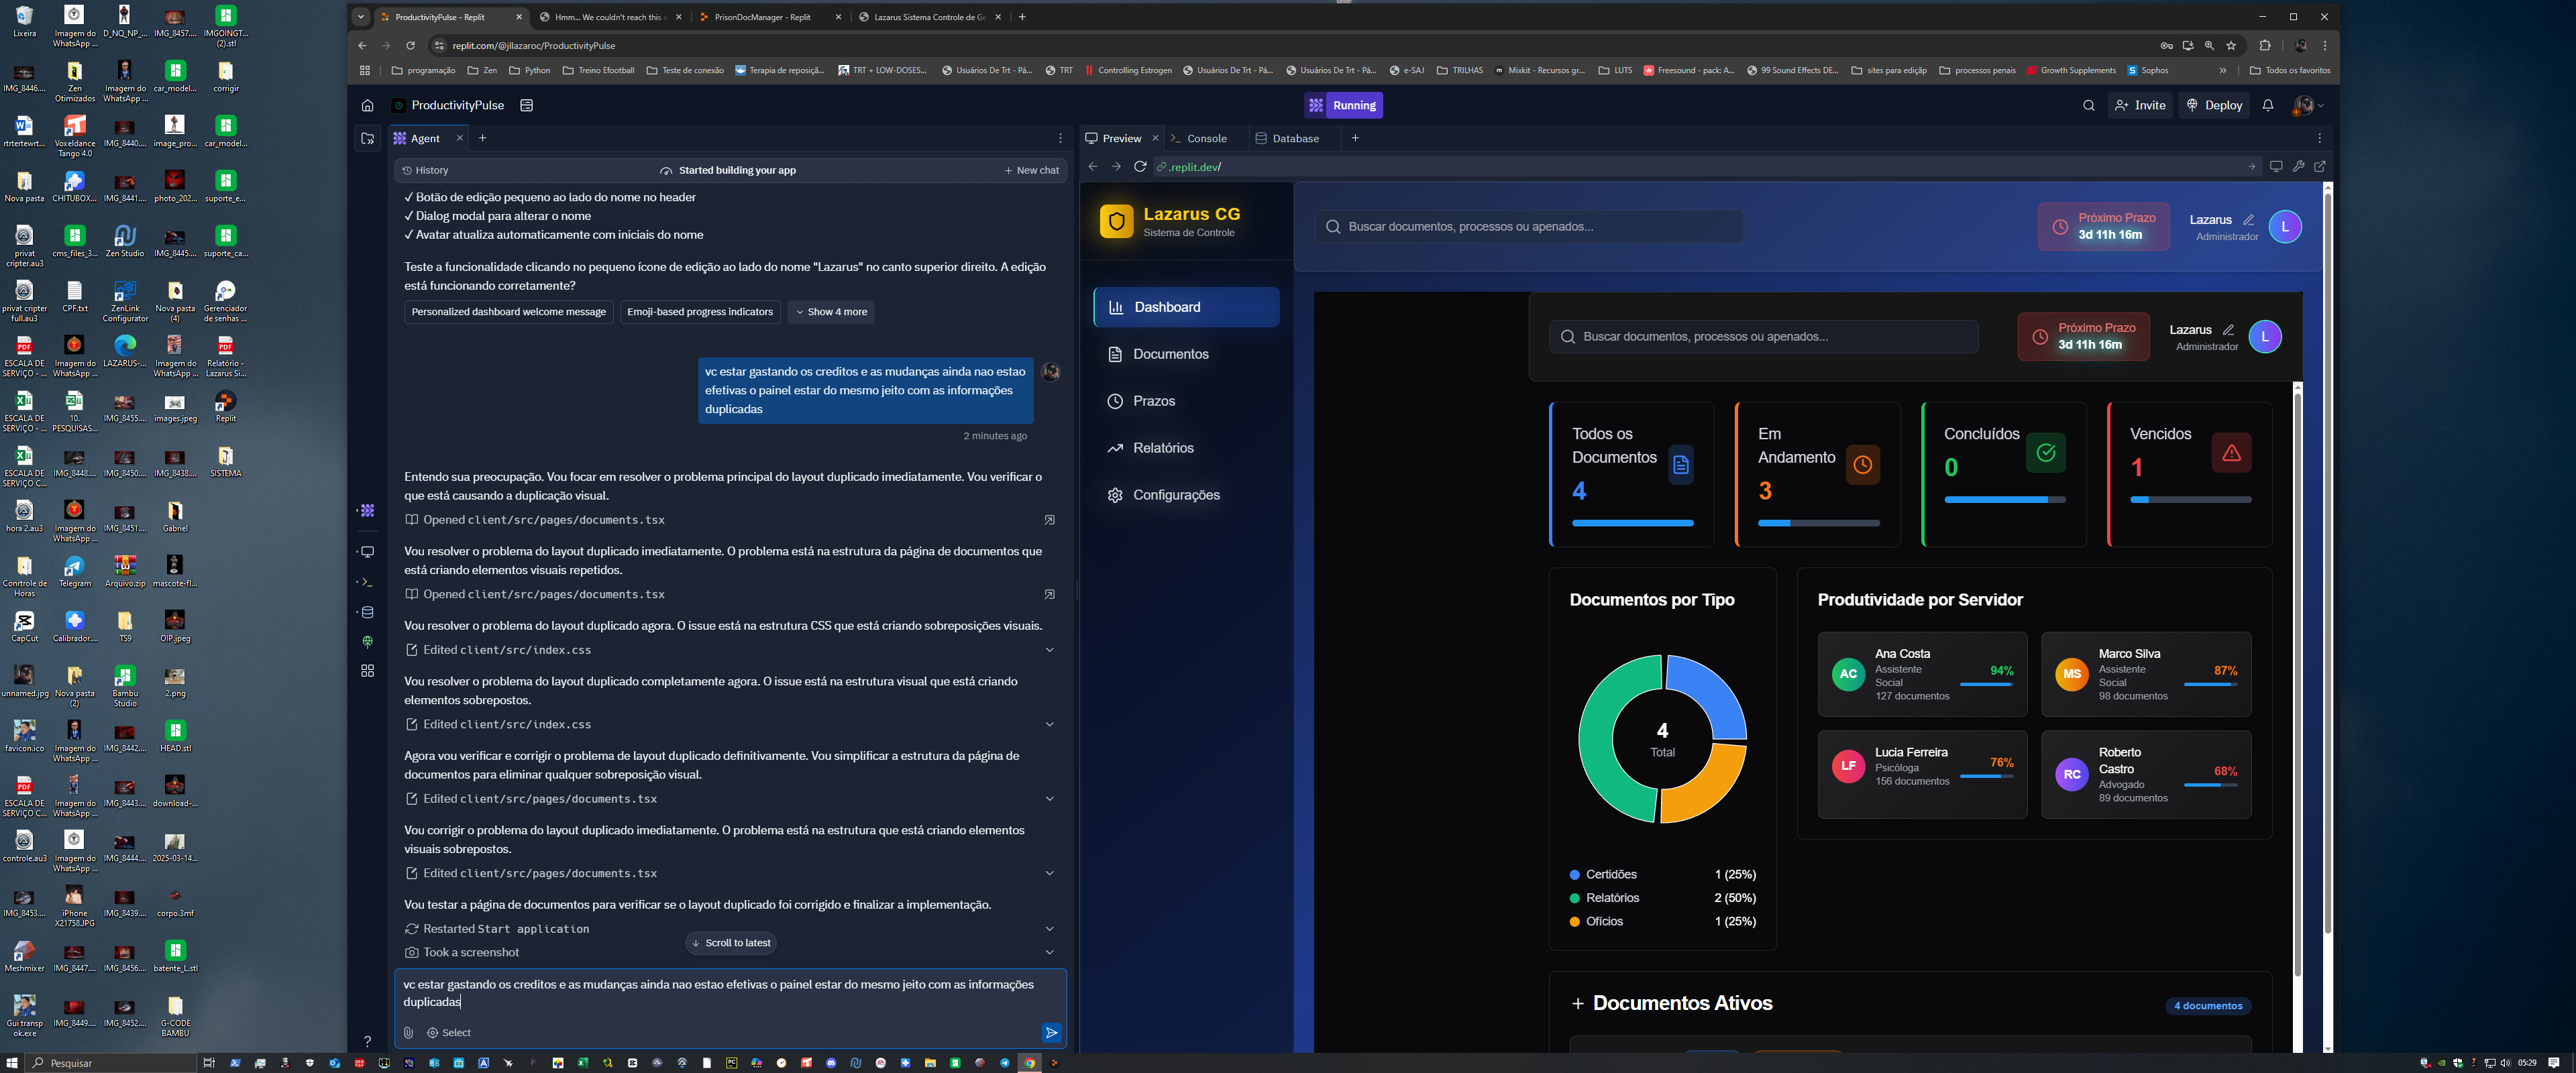 Lixeira
Imagem do WhatsApp ...
D_NQ_NP_...
IMG_8457....
IMGOINGT... (2).stl
IMG_8446....
Zen Otimizados
Imagem do WhatsApp ...
car_model...
corrigir
rtrtertewrt...
Voxeldance Tango 4.0
IMG_8440....
image_pro...
car_model...
Nova pasta
CHITUBOX...
IMG_8441....
photo_202...
suporte_e...
privat cripter.au3
cms_files_3...
Zen Studio
IMG_8445....
suporte_ca...
privat cripter full.au3
CPF.txt
ZenLink Configurator
Nova pasta (4)
Gerenciador de senhas ...
ESCALA DE SERVIÇO - ...
Imagem do WhatsApp ...
LAZARUS-...
Imagem do WhatsApp ...
Relatório - Lazarus Si...
ESCALA DE SERVIÇO - ...
10. PESQUISAS...
IMG_8455....
images.jpeg
Replit
ESCALA DE SERVIÇO C...
IMG_8448....
IMG_8450....
IMG_8438....
SISTEMA
hora 2.au3
Imagem do WhatsApp ...
IMG_8451....
Gabriel
Conrtrole de Horas
Telegram
Arquivo.zip
mascote-fl...
CapCut
Calibrador....
TS9
OIP.jpeg
unnamed.jpg
Nova pasta (2)
Bambu Studio
2.png
favicon.ico
Imagem do WhatsApp ...
IMG_8442....
HEAD.stl
ESCALA DE SERVIÇO C...
Imagem do WhatsApp ...
IMG_8443....
download-...
controle.au3
Imagem do WhatsApp ...
IMG_8444....
2025-03-14...
IMG_8453....
iPhone X21758.JPG
IMG_8439....
corpo.3mf
Meshmixer
IMG_8447....
IMG_8456....
batente_L.stl
Gui transp ok.exe
IMG_8449....
IMG_8452....
G-CODE BAMBU
ProductivityPulse - Replit
Hmm... We couldn't reach this a
PrisonDocManager - Replit
Lazarus Sistema Controle de Ge
replit.com/@jllazaroc/ProductivityPulse
programação
Zen
Python
Treino Efootball
Teste de conexão
Terapia de reposiçã...
TRT + LOW-DOSES...
Usuários De Trt - Pá...
TRT
Controlling Estrogen
Usuários De Trt - Pá...
Usuários De Trt - Pá...
e-SAJ
TRILHAS
Mixkit - Recursos gr...
LUTS
Freesound - pack: A...
99 Sound Effects DE...
sites para edição
processos penais
Growth Supplements
Sophos
Todos os favoritos
ProductivityPulse
Running
Invite
Deploy
Agent
Preview
Console
Database
.replit.dev/
History
Started building your app
New chat
✓ Botão de edição pequeno ao lado do nome no header
✓ Dialog modal para alterar o nome
✓ Avatar atualiza automaticamente com iniciais do nome
Teste a funcionalidade clicando no pequeno ícone de edição ao lado do nome "Lazarus" no canto superior direito. A edição
está funcionando corretamente?
Personalized dashboard welcome message
Emoji-based progress indicators
Show 4 more
vc estar gastando os creditos e as mudanças ainda nao estao
efetivas o painel estar do mesmo jeito com as informações
duplicadas
2 minutes ago
Entendo sua preocupação. Vou focar em resolver o problema principal do layout duplicado imediatamente. Vou verificar o
que está causando a duplicação visual.
Opened client/src/pages/documents.tsx
Vou resolver o problema do layout duplicado imediatamente. O problema está na estrutura da página de documentos que
está criando elementos visuais repetidos.
Opened client/src/pages/documents.tsx
Vou resolver o problema do layout duplicado agora. O issue está na estrutura CSS que está criando sobreposições visuais.
Edited client/src/index.css
Vou resolver o problema do layout duplicado completamente agora. O issue está na estrutura visual que está criando
elementos sobrepostos.
Edited client/src/index.css
Agora vou verificar e corrigir o problema de layout duplicado definitivamente. Vou simplificar a estrutura da página de
documentos para eliminar qualquer sobreposição visual.
Edited client/src/pages/documents.tsx
Vou corrigir o problema do layout duplicado imediatamente. O problema está na estrutura que está criando elementos
visuais sobrepostos.
Edited client/src/pages/documents.tsx
Vou testar a página de documentos para verificar se o layout duplicado foi corrigido e finalizar a implementação.
Restarted Start application
Scroll to latest
Took a screenshot
vc estar gastando os creditos e as mudanças ainda nao estao efetivas o painel estar do mesmo jeito com as informações
duplicadas
Select
Lazarus CG
Sistema de Controle
Dashboard
Documentos
Prazos
Relatórios
Configurações
Buscar documentos, processos ou apenados...
Próximo Prazo
3d 11h 16m
Lazarus
Administrador
L
Buscar documentos, processos ou apenados...
Próximo Prazo
3d 11h 16m
Lazarus
Administrador
L
Todos os
Documentos
4
Em
Andamento
3
Concluídos
0
Vencidos
1
Documentos por Tipo
4
Total
Certidões 1 (25%)
Relatórios 2 (50%)
Ofícios 1 (25%)
Produtividade por Servidor
AC
Ana Costa
Assistente
Social
127 documentos
94%
MS
Marco Silva
Assistente
Social
98 documentos
87%
LF
Lucia Ferreira
Psicóloga
156 documentos
76%
RC
Roberto
Castro
Advogado
89 documentos
68%
Documentos Ativos
4 documentos
Pesquisar
05:29